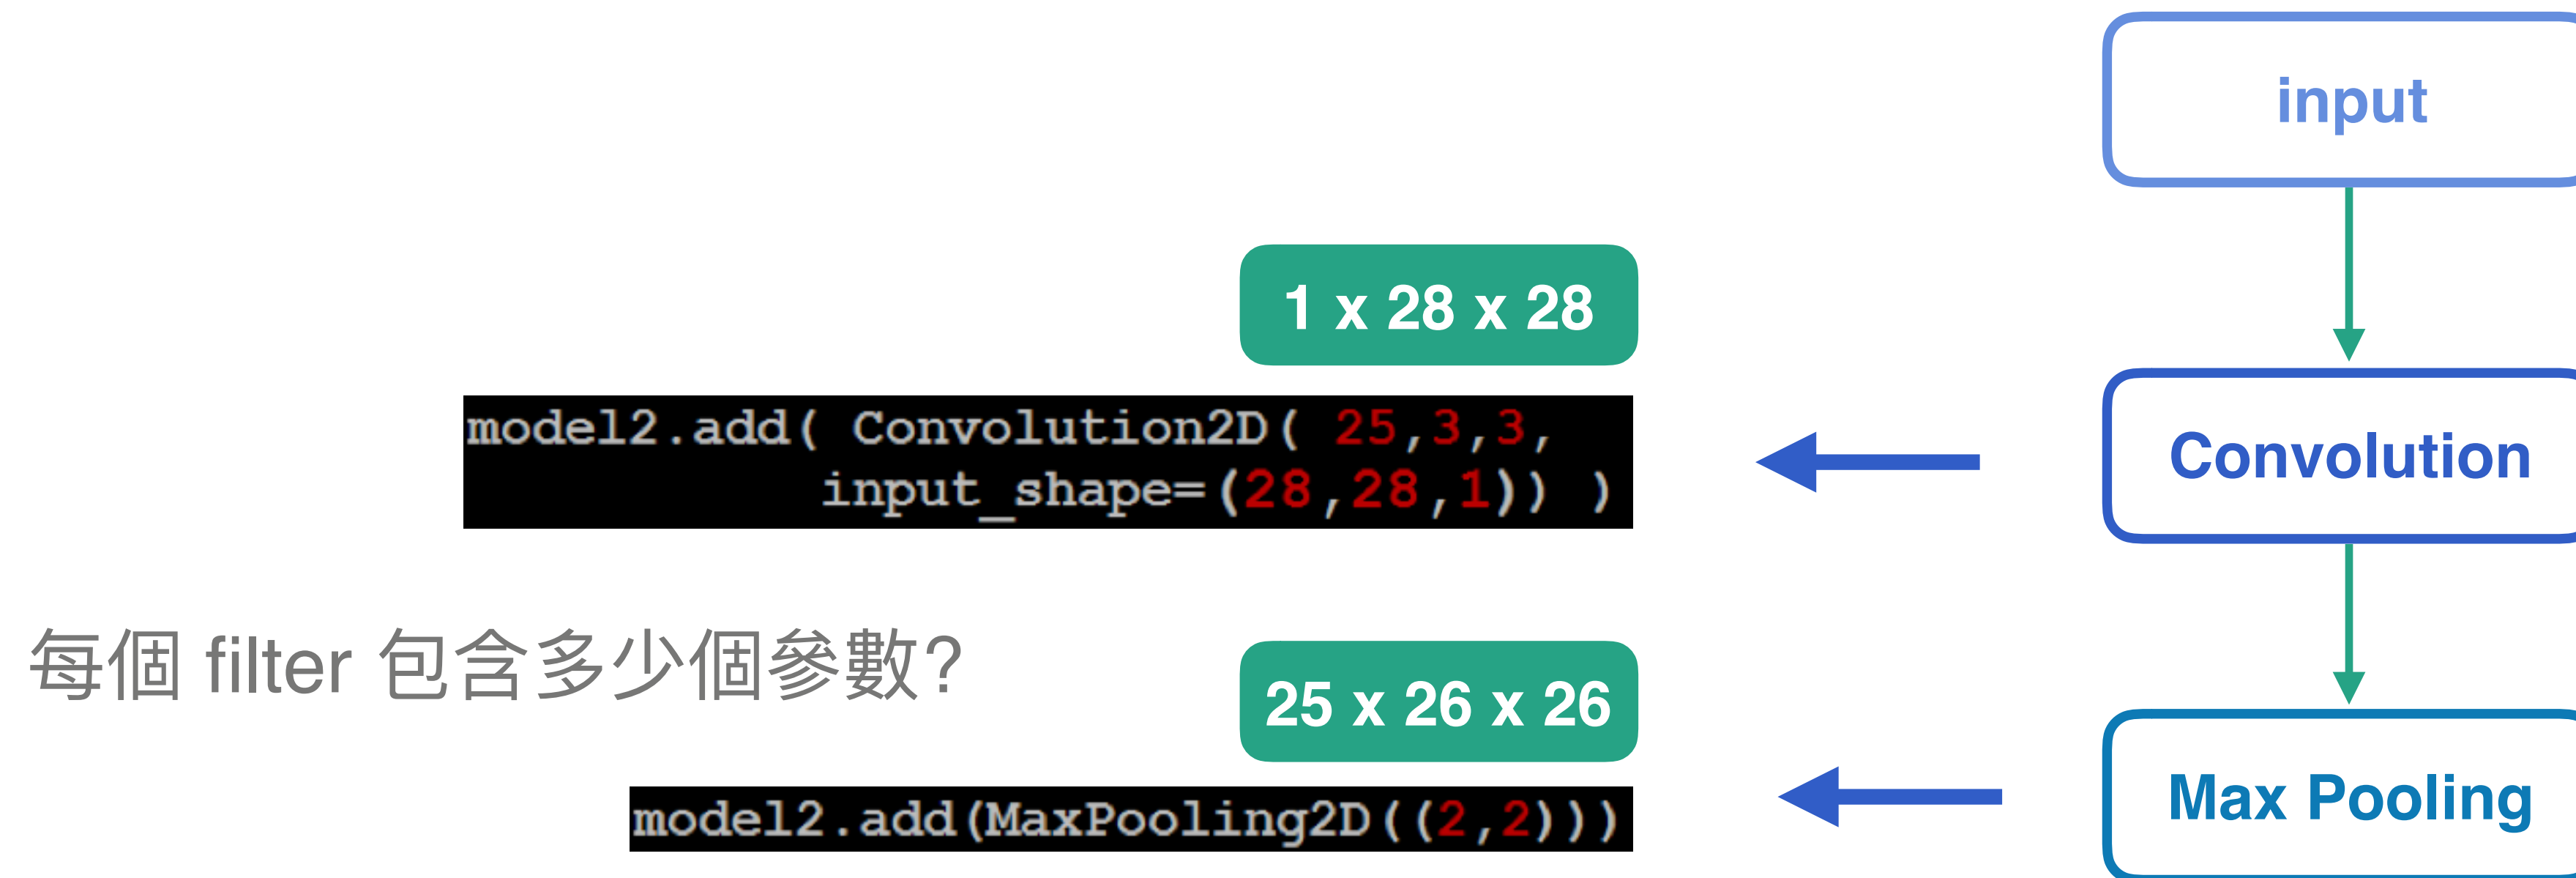 input
1 x 28 x 28
model2.add( Convolution2D( 25,3,3,
input_shape=(28,28,1)) )
Convolution
每個 filter 包含多少個參數?
25 x 26 x 26
model2.add(MaxPooling2D((2,2)))
Max Pooling